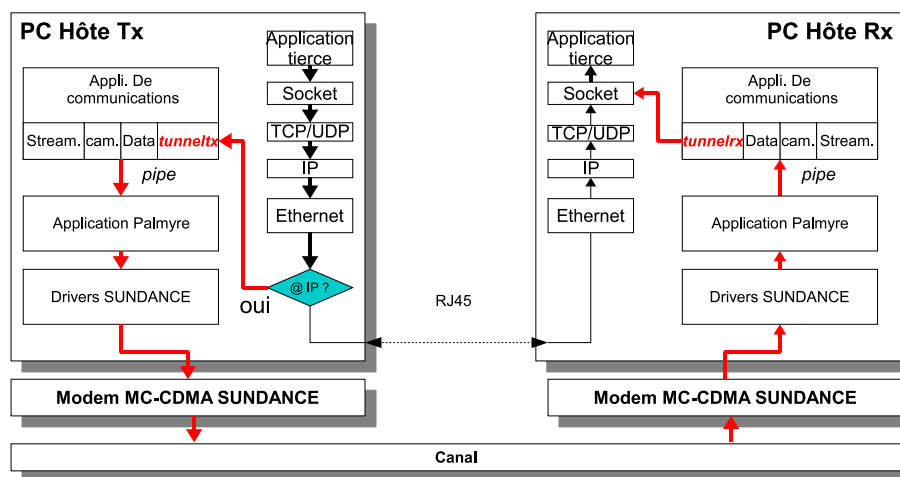 PC Hôte Tx
Application
tierce
Appli. De
communications
Socket
Stream.
cam.
Data
tunneltx
TCP/UDP
pipe
IP
Application Palmyre
Ethernet
Drivers SUNDANCE
@ IP ?
oui
RJ45
PC Hôte Rx
Application
tierce
Appli. De
communications
Socket
TCP/UDP
tunnelrx
Data
cam.
Stream.
IP
pipe
Ethernet
Application Palmyre
Drivers SUNDANCE
Modem MC-CDMA SUNDANCE
Modem MC-CDMA SUNDANCE
Canal